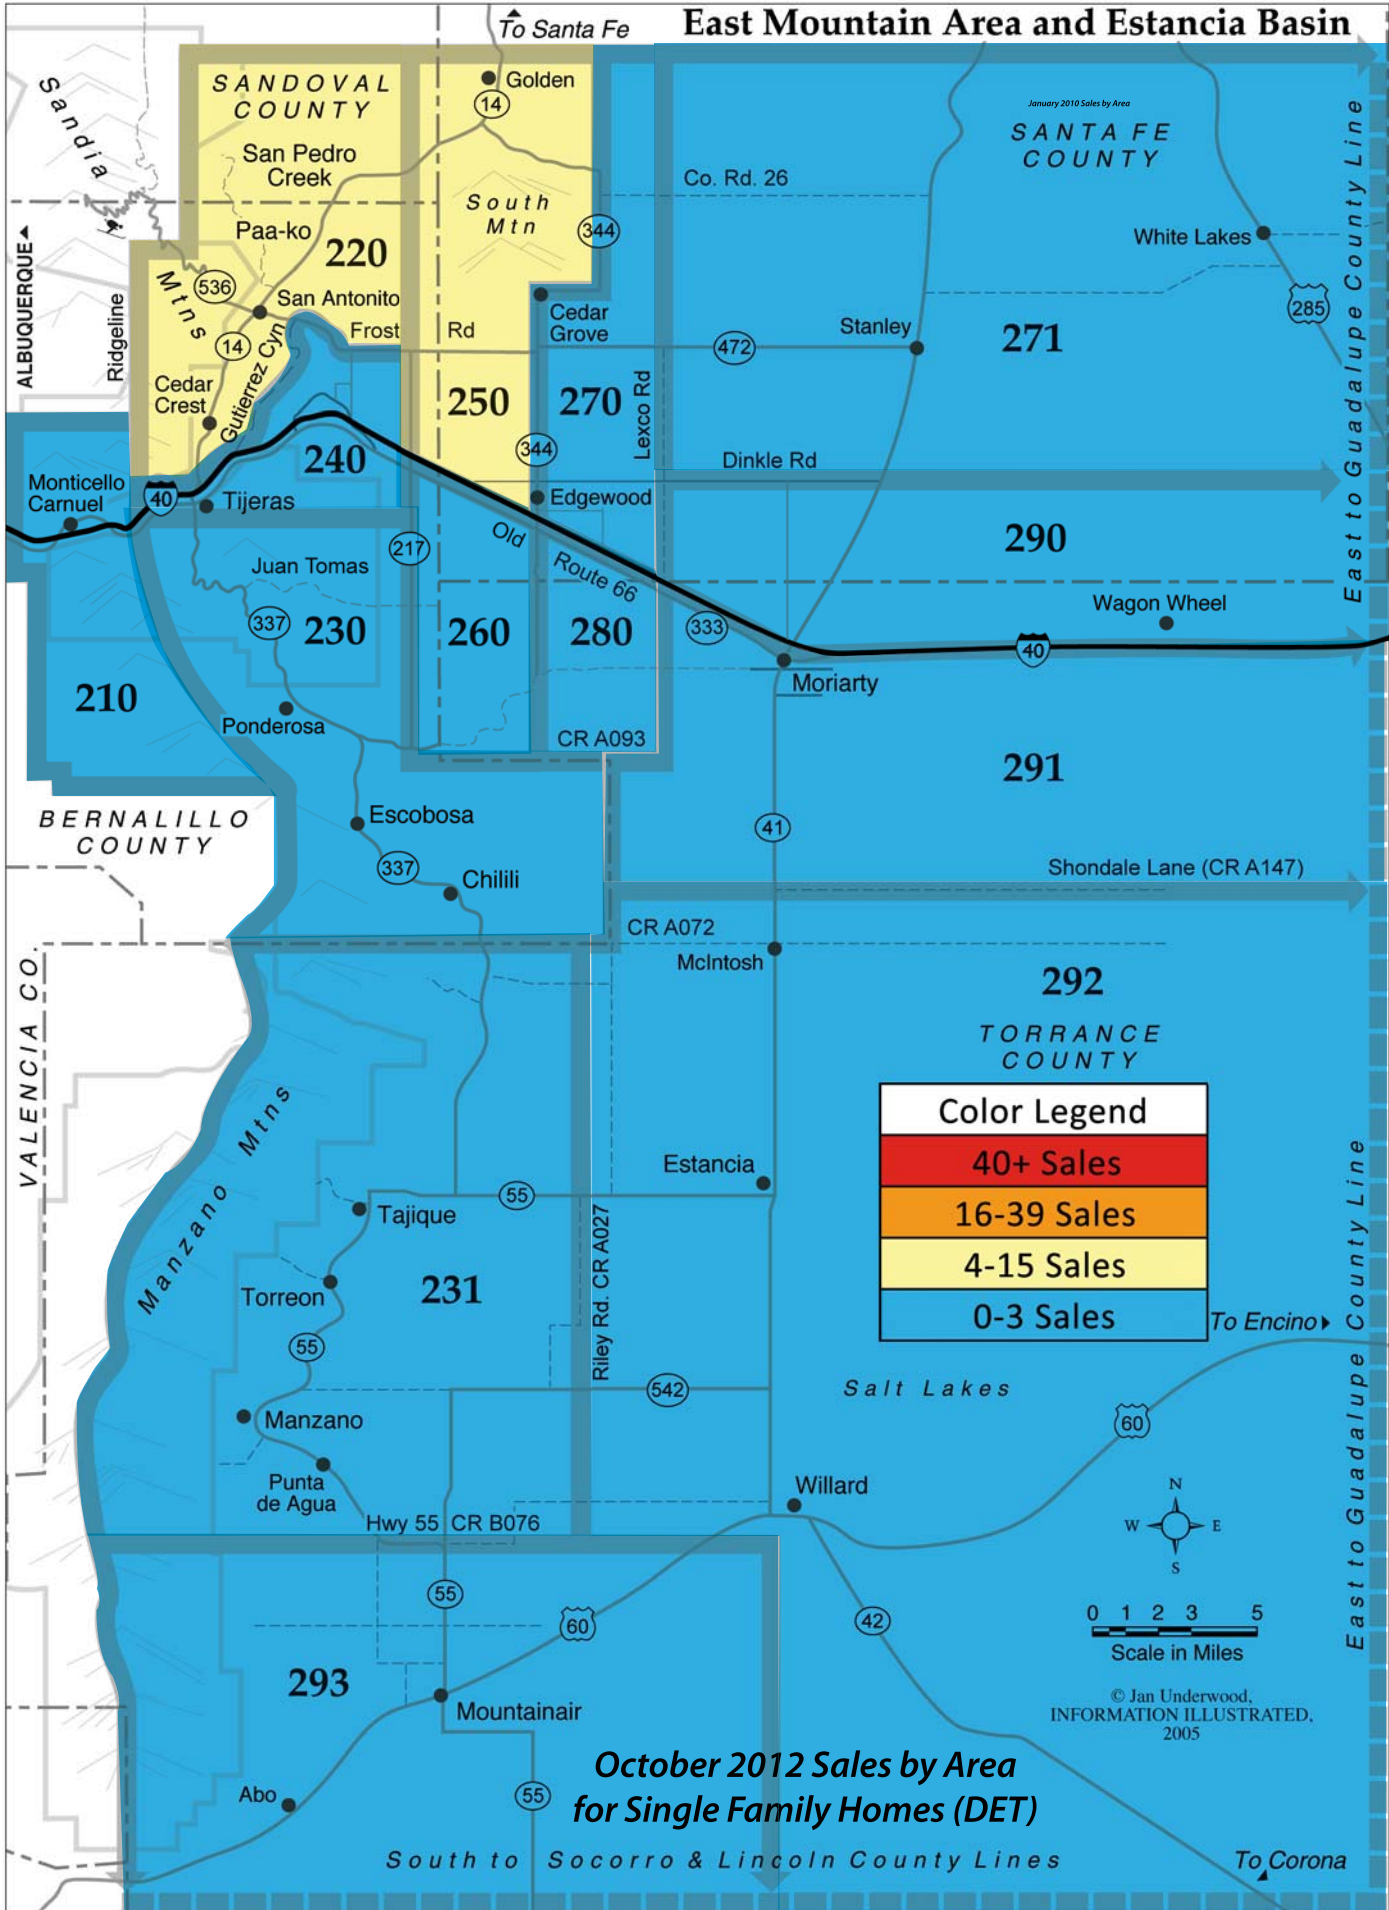 To Santa Fe
East Mountain Area and Estancia Basin
SANDOVAL
COUNTY
Golden
14
January 2010 Sales by Area
SANTA FE
COUNTY
Sandia
Mtns
San Pedro
Creek
Co. Rd. 26
South
Mtn
Paa-ko
220
344
White Lakes
ALBUQUERQUE
Ridgeline
536
San Antonito
Cedar
Grove
285
14
Frost
Rd
472
Stanley
271
East to Guadalupe County Line
Cedar
Crest
Gutierrez Cyn
250
270
Lexco Rd
344
240
Dinkle Rd
Monticello
Carnuel
40
Tijeras
Edgewood
217
Old
Route 66
290
Juan Tomas
337
230
260
280
333
Wagon Wheel
40
210
Moriarty
Ponderosa
CR A093
291
BERNALILLO
COUNTY
Escobosa
41
337
Chilili
Shondale Lane (CR A147)
CR A072
VALENCIA CO.
McIntosh
292
TORRANCE
COUNTY
Manzano Mtns
Color Legend
40+ Sales
16-39 Sales
4-15 Sales
0-3 Sales
Estancia
55
Tajique
Riley Rd. CR A027
231
Torreon
To Encino
East to Guadalupe County Line
55
542
Salt Lakes
60
Manzano
Punta
de Agua
Willard
N
W E
S
Hwy 55
CR B076
55
60
42
0 1 2 3 5
Scale in Miles
293
© Jan Underwood,
INFORMATION ILLUSTRATED,
2005
Mountainair
October 2012 Sales by Area
for Single Family Homes (DET)
Abo
55
South to Socorro & Lincoln County Lines
To Corona